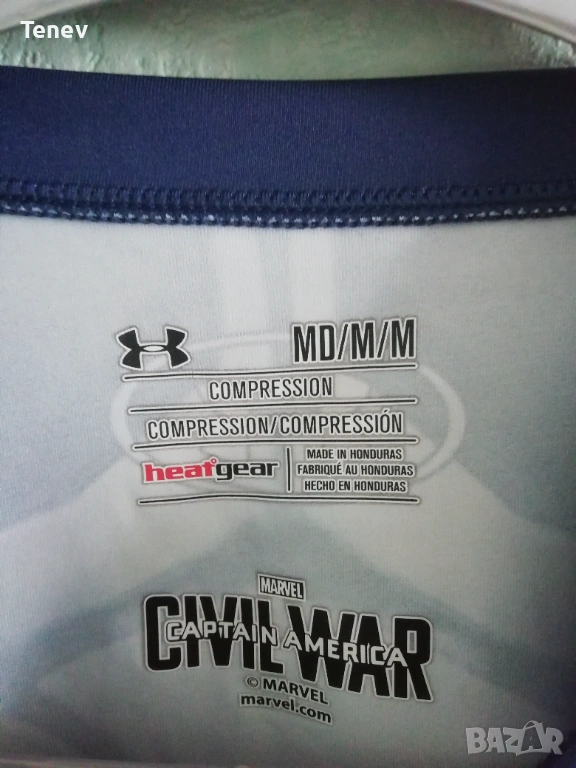 Tenev
MD/M/M
COMPRESSION
COMPRESSION/COMPRESSIÓN
heatgear
MADE IN HONDURAS
FABRIQUÉ AU HONDURAS
HECHO EN HONDURAS
MARVEL
CIVIL WAR
CAPTAIN AMERICA
© MARVEL
marvel.com
BAZAR